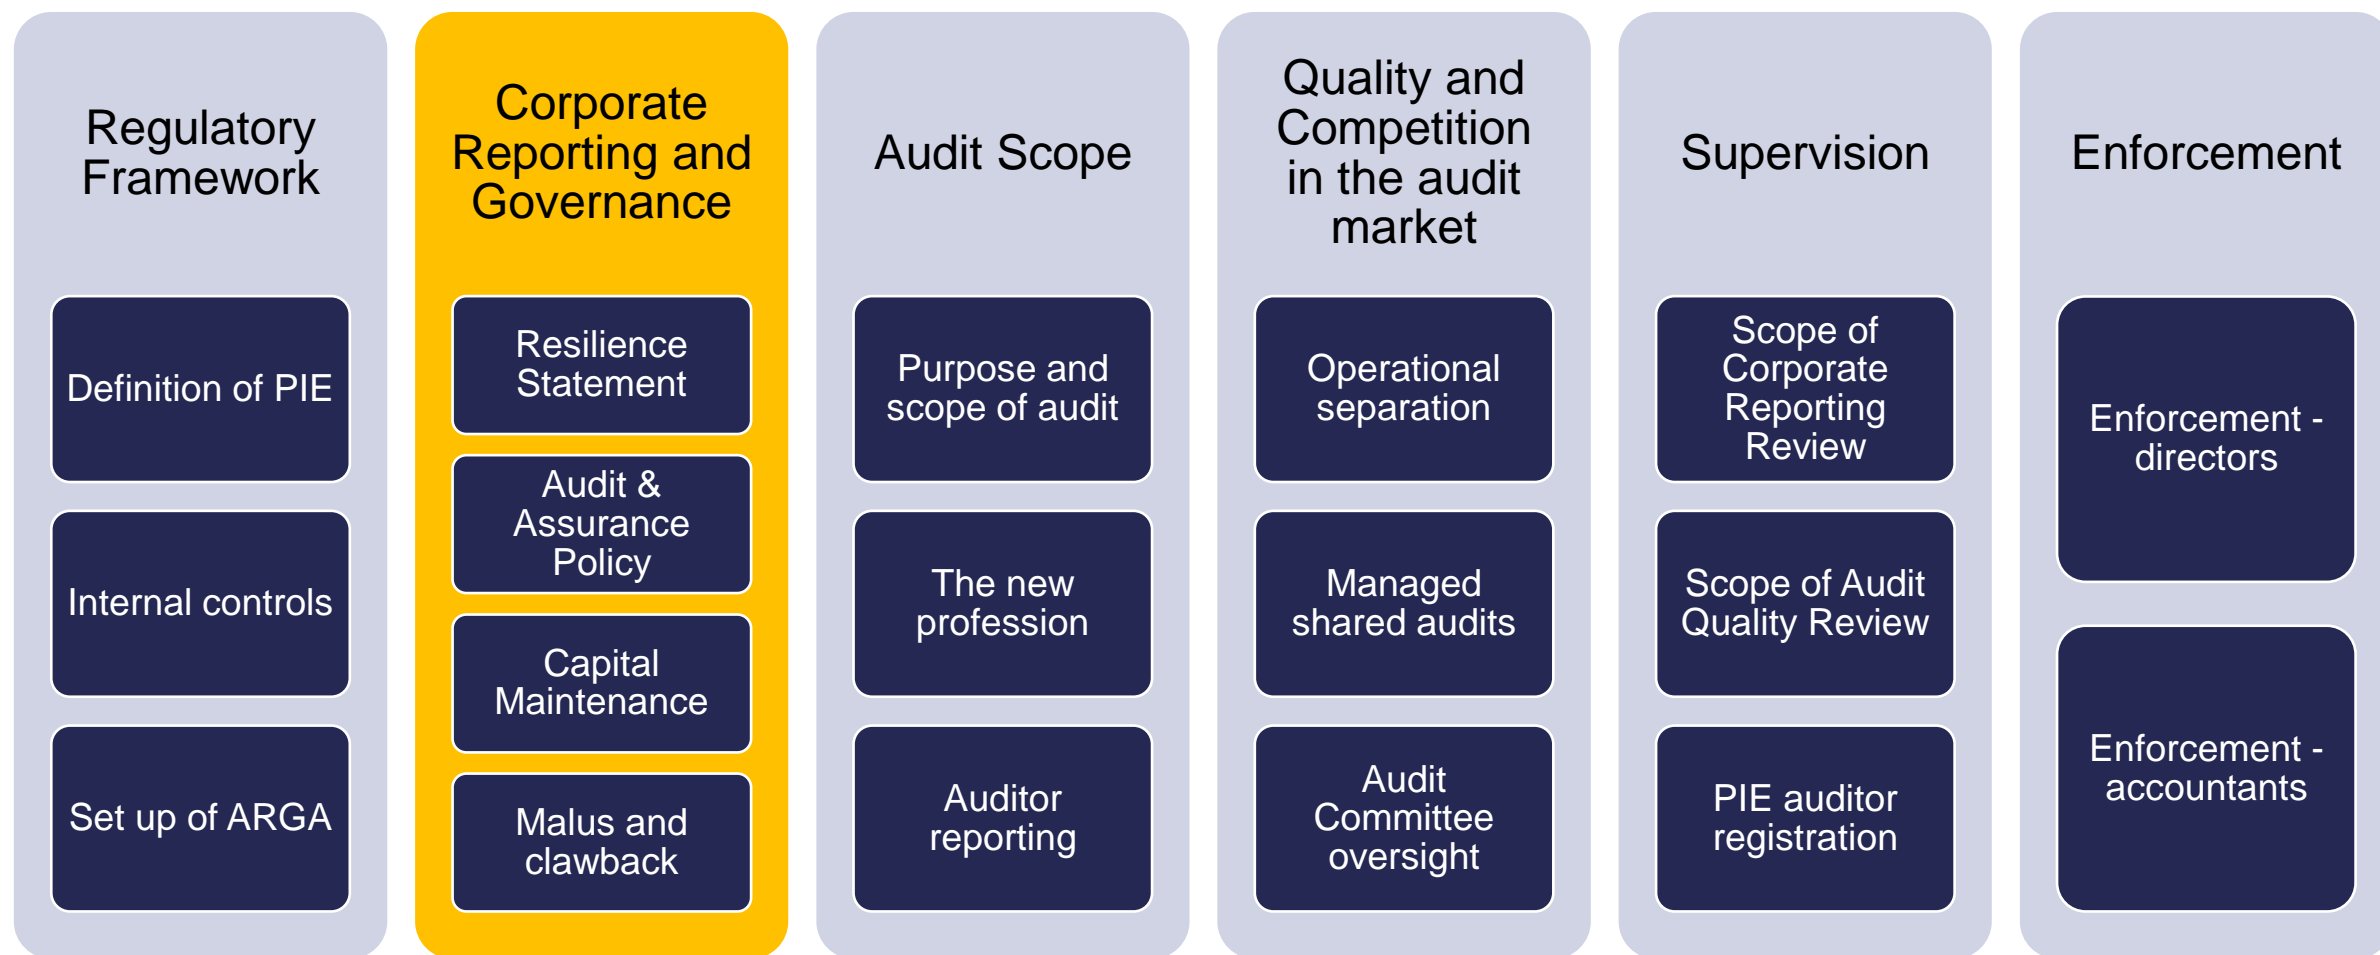 Regulatory
Framework
Definition of PIE
Internal controls
Set up of ARGA
Corporate
Reporting and
Governance
Resilience
Statement
Audit &
Assurance
Policy
Capital
Maintenance
Malus and
clawback
Audit Scope
Purpose and
scope of audit
The new
profession
Auditor
reporting
Quality and
Competition
in the audit
market
Operational
separation
Managed
shared audits
Audit
Committee
oversight
Supervision
Scope of
Corporate
Reporting
Review
Scope of Audit
Quality Review
PIE auditor
registration
Enforcement
Enforcement -
directors
Enforcement -
accountants